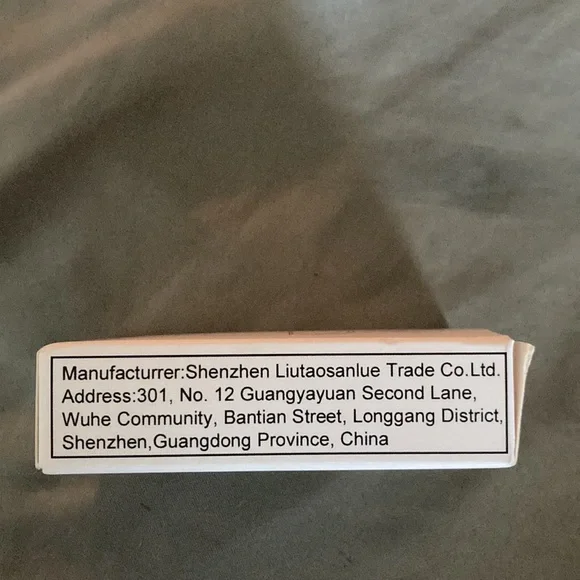 Manufacturrer:Shenzhen Liutaosanlue Trade Co.Ltd.
Address:301, No. 12 Guangyayuan Second Lane,
Wuhe Community, Bantian Street, Longgang District,
Shenzhen,Guangdong Province, China